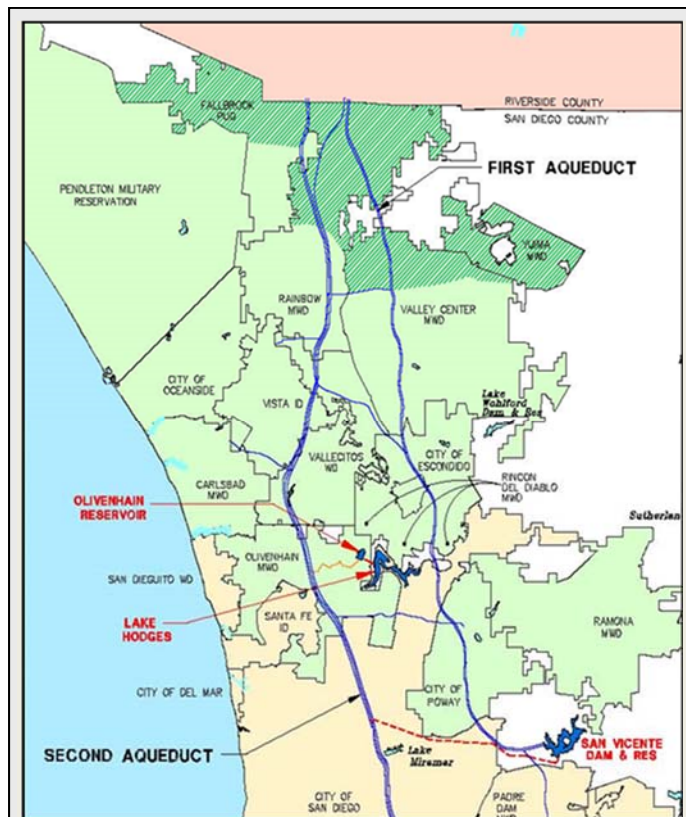 FALLBROOK
PUD
RIVERSIDE COUNTY
SAN DIEGO COUNTY
FIRST AQUEDUCT
PENDLETON MILITARY
RESERVATION
YUIMA
MWD
RAINBOW
MWD
VALLEY CENTER
MWD
CITY OF
OCEANSIDE
VISTA ID
Lake
Wohlford
Dam & Res
VALLECITOS
WD
CITY OF
ESCONDIDO
CARLSBAD
MWD
RINCON
DEL DIABLO
MWD
OLIVENHAIN
RESERVOIR
Sutherlan
OLIVENHAIN
MWD
SAN DIEGUITO WD
SANTA FE
ID
LAKE
HODGES
RAMONA
MWD
CITY OF DEL MAR
CITY OF
POWAY
SECOND AQUEDUCT
Lake
Miramar
SAN VICENTE
DAM & RES
CITY OF
SAN DIEGO
PADRE
DAM